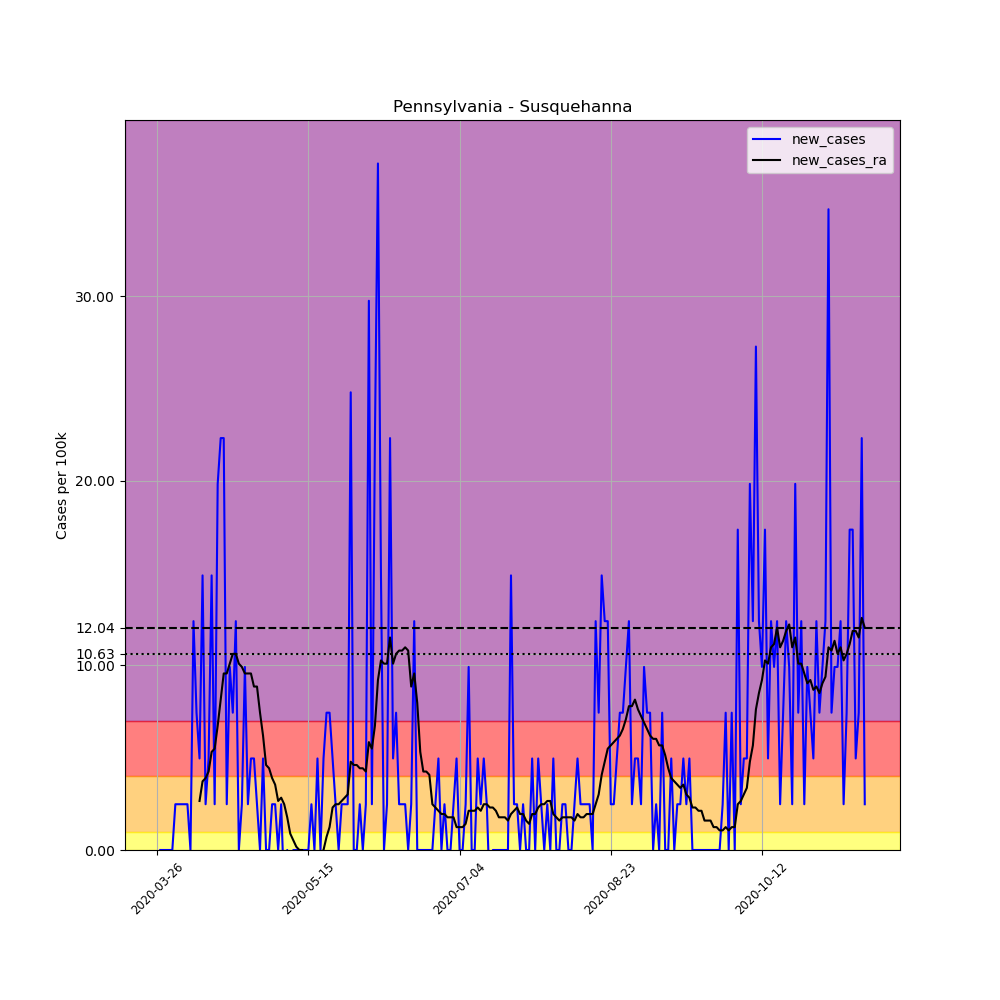 Pennsylvania - Susquehanna
new_cases
new_cases_ra
Cases per 100k
30.00
20.00
12.04
10.63
10.00
0.00
2020-03-26
2020-05-15
2020-07-04
2020-08-23
2020-10-12